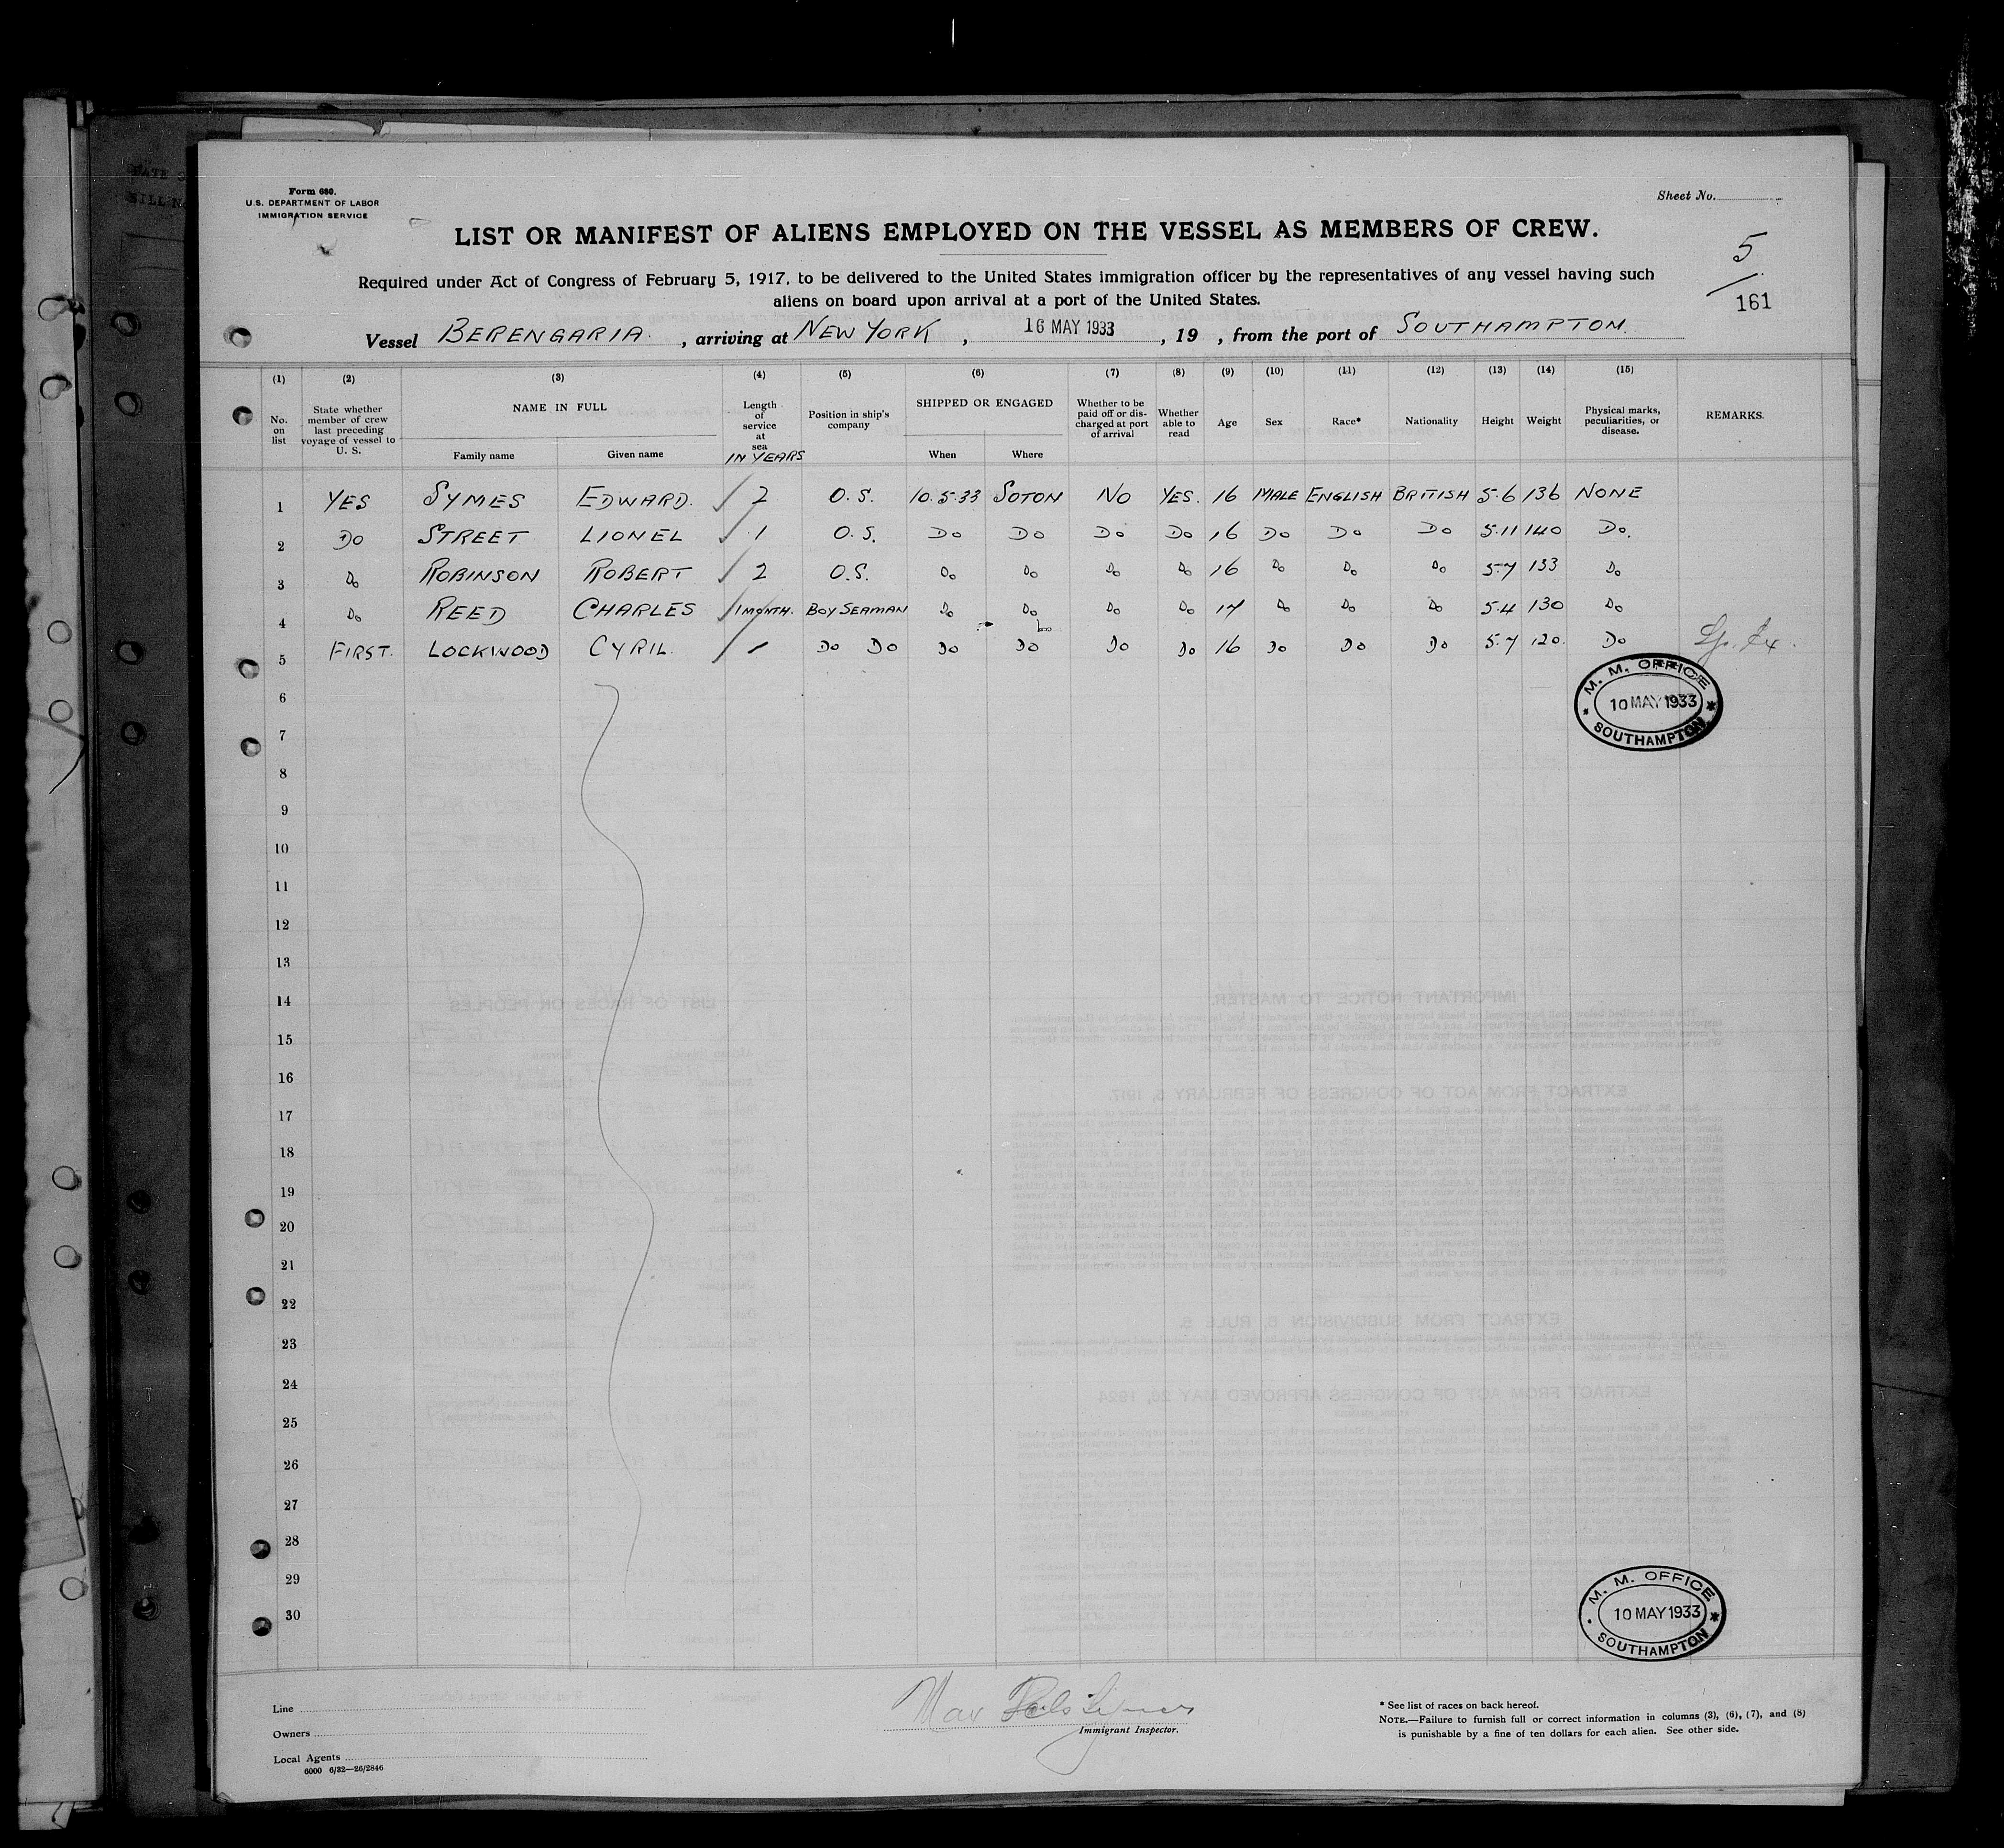 Form 680.
U.S. DEPARTMENT OF LABOR
IMMIGRATION SERVICE
Sheet No.
LIST OR MANIFEST OF ALIENS EMPLOYED ON THE VESSEL AS MEMBERS OF CREW.
5
161
Required under Act of Congress of February 5, 1917, to be delivered to the United States immigration officer by the representatives of any vessel having such
aliens on board upon arrival at a port of the United States.
Vessel BERENGARIA. , arriving at NEW YORK , 16 MAY 1933 , 19 , from the port of SOUTHAMPTON.
(1) (2) (3) (4) (5) (6) (7) (8) (9) (10) (11) (12) (13) (14) (15)
No. on list State whether member of crew last preceding voyage of vessel to U. S. NAME IN FULL Family name Given name Length of service at sea IN YEARS Position in ship's company SHIPPED OR ENGAGED When Where Whether to be paid off or dis-charged at port of arrival Whether able to read Age Sex Race* Nationality Height Weight Physical marks, peculiarities, or disease. REMARKS.
1 YES SYMES EDWARD. 2 O.S. 10.5.33 SOTON NO YES. 16 MALE ENGLISH BRITISH 5.6 136 NONE
2 DO STREET LIONEL 1 O.S. DO DO DO DO 16 DO DO DO 5.11 140 DO.
3 DO ROBINSON ROBERT 2 O.S. DO DO DO DO 16 DO DO DO 5.7 133 DO
4 DO REED CHARLES 1 MONTH. BOY SEAMAN DO DO DO DO 17 DO DO DO 5.4 130 DO
5 FIRST. LOCKWOOD CYRIL. DO DO DO DO DO DO 16 DO DO DO 5.7 120. DO
M. M. OFFICE
10 MAY 1933
SOUTHAMPTON
6
7
8
9
10
11
12
13
14
15
16
17
18
19
20
21
22
23
24
25
26
27
28
29
30
M. M. OFFICE
10 MAY 1933
SOUTHAMPTON
Line
Owners
Local Agents
6000 6/32—26/2846
Max
Immigrant Inspector.
* See list of races on back hereof.
NOTE.—Failure to furnish full or correct information in columns (3), (6), (7), and (8)
is punishable by a fine of ten dollars for each alien. See other side.